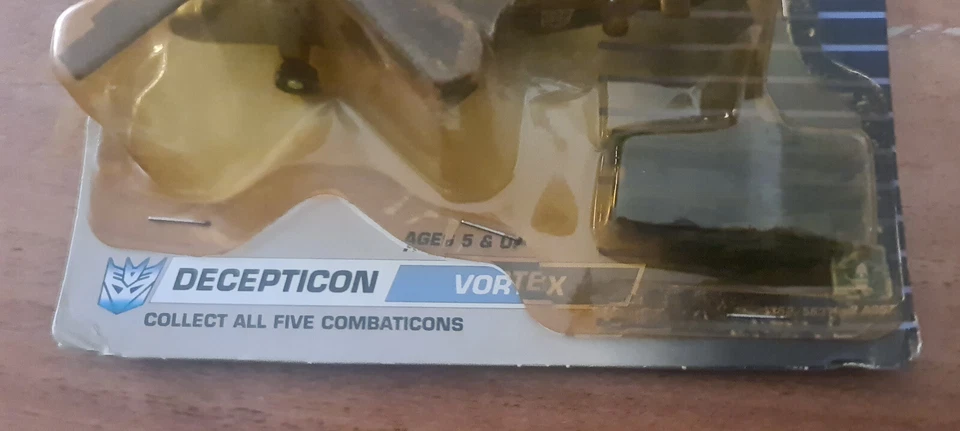 AGES 5 & UP
DECEPTICON VORTEX
COLLECT ALL FIVE COMBATICONS